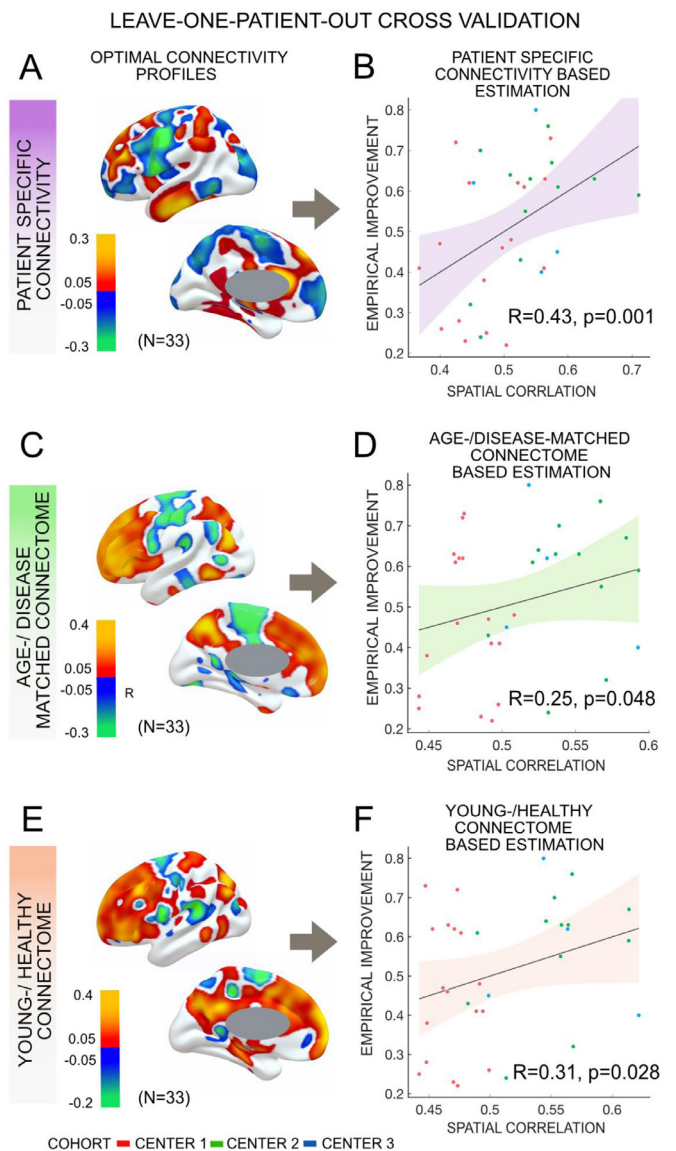 LEAVE-ONE-PATIENT-OUT CROSS VALIDATION
A
OPTIMAL CONNECTIVITY
PROFILES
PATIENT SPECIFIC
CONNECTIVITY
0.3
0.05
-0.05
-0.3
(N=33)
B
PATIENT SPECIFIC
CONNECTIVITY BASED
ESTIMATION
EMPIRICAL IMPROVEMENT
0.8
0.7
0.6
0.5
0.4
0.3
0.2
R=0.43, p=0.001
0.4 0.5 0.6 0.7
SPATIAL CORRLATION
C
AGE-/ DISEASE
MATCHED CONNECTOME
0.4
0.05
-0.05
R
-0.3
(N=33)
D
AGE-/DISEASE-MATCHED
CONNECTOME
BASED ESTIMATION
EMPIRICAL IMPROVEMENT
0.8
0.7
0.6
0.5
0.4
0.3
0.2
R=0.25, p=0.048
0.45 0.5 0.55 0.6
SPATIAL CORRELATION
E
YOUNG-/ HEALTHY
CONNECTOME
0.4
0.05
-0.05
-0.2
(N=33)
F
YOUNG-/HEALTHY
CONNECTOME
BASED ESTIMATION
EMPIRICAL IMPROVEMENT
0.8
0.7
0.6
0.5
0.4
0.3
0.2
R=0.31, p=0.028
0.45 0.5 0.55 0.6
SPATIAL CORRELATION
COHORT CENTER 1 CENTER 2 CENTER 3